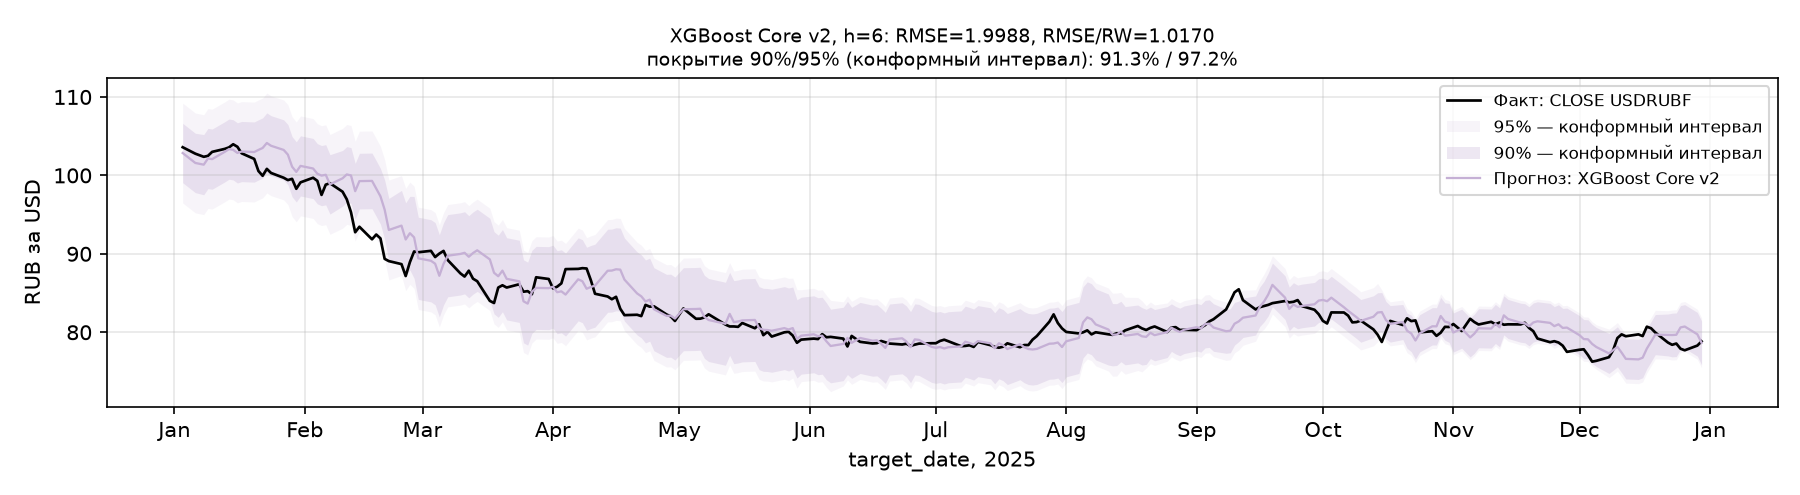 XGBoost Core v2, h=6: RMSE=1.9988, RMSE/RW=1.0170
покрытие 90%/95% (конформный интервал): 91.3% / 97.2%
110
100
90
80
RUB за USD
Факт: CLOSE USDRUBF
95% — конформный интервал
90% — конформный интервал
Прогноз: XGBoost Core v2
Jan Feb Mar Apr May Jun Jul Aug Sep Oct Nov Dec Jan
target_date, 2025